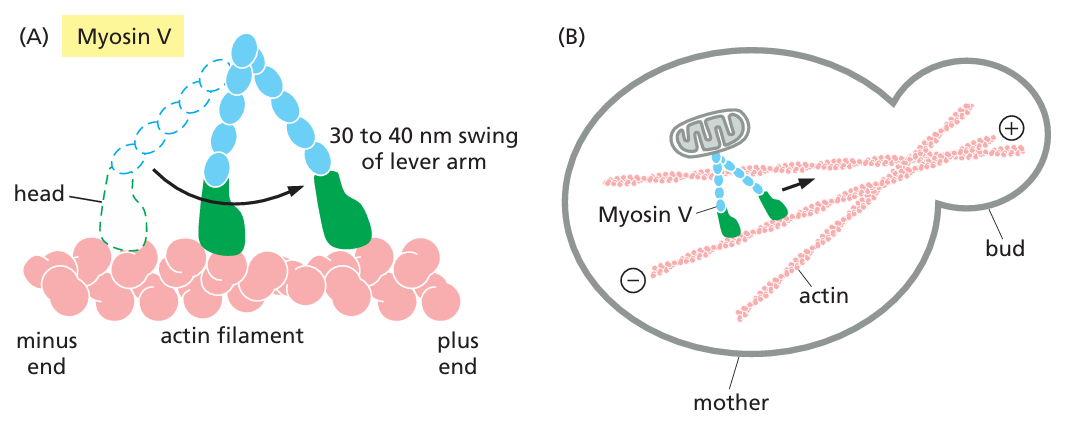 (A) Myosin V
30 to 40 nm swing
of lever arm
head
minus
end
actin filament
plus
end
(B)
+
Myosin V
−
actin
bud
mother